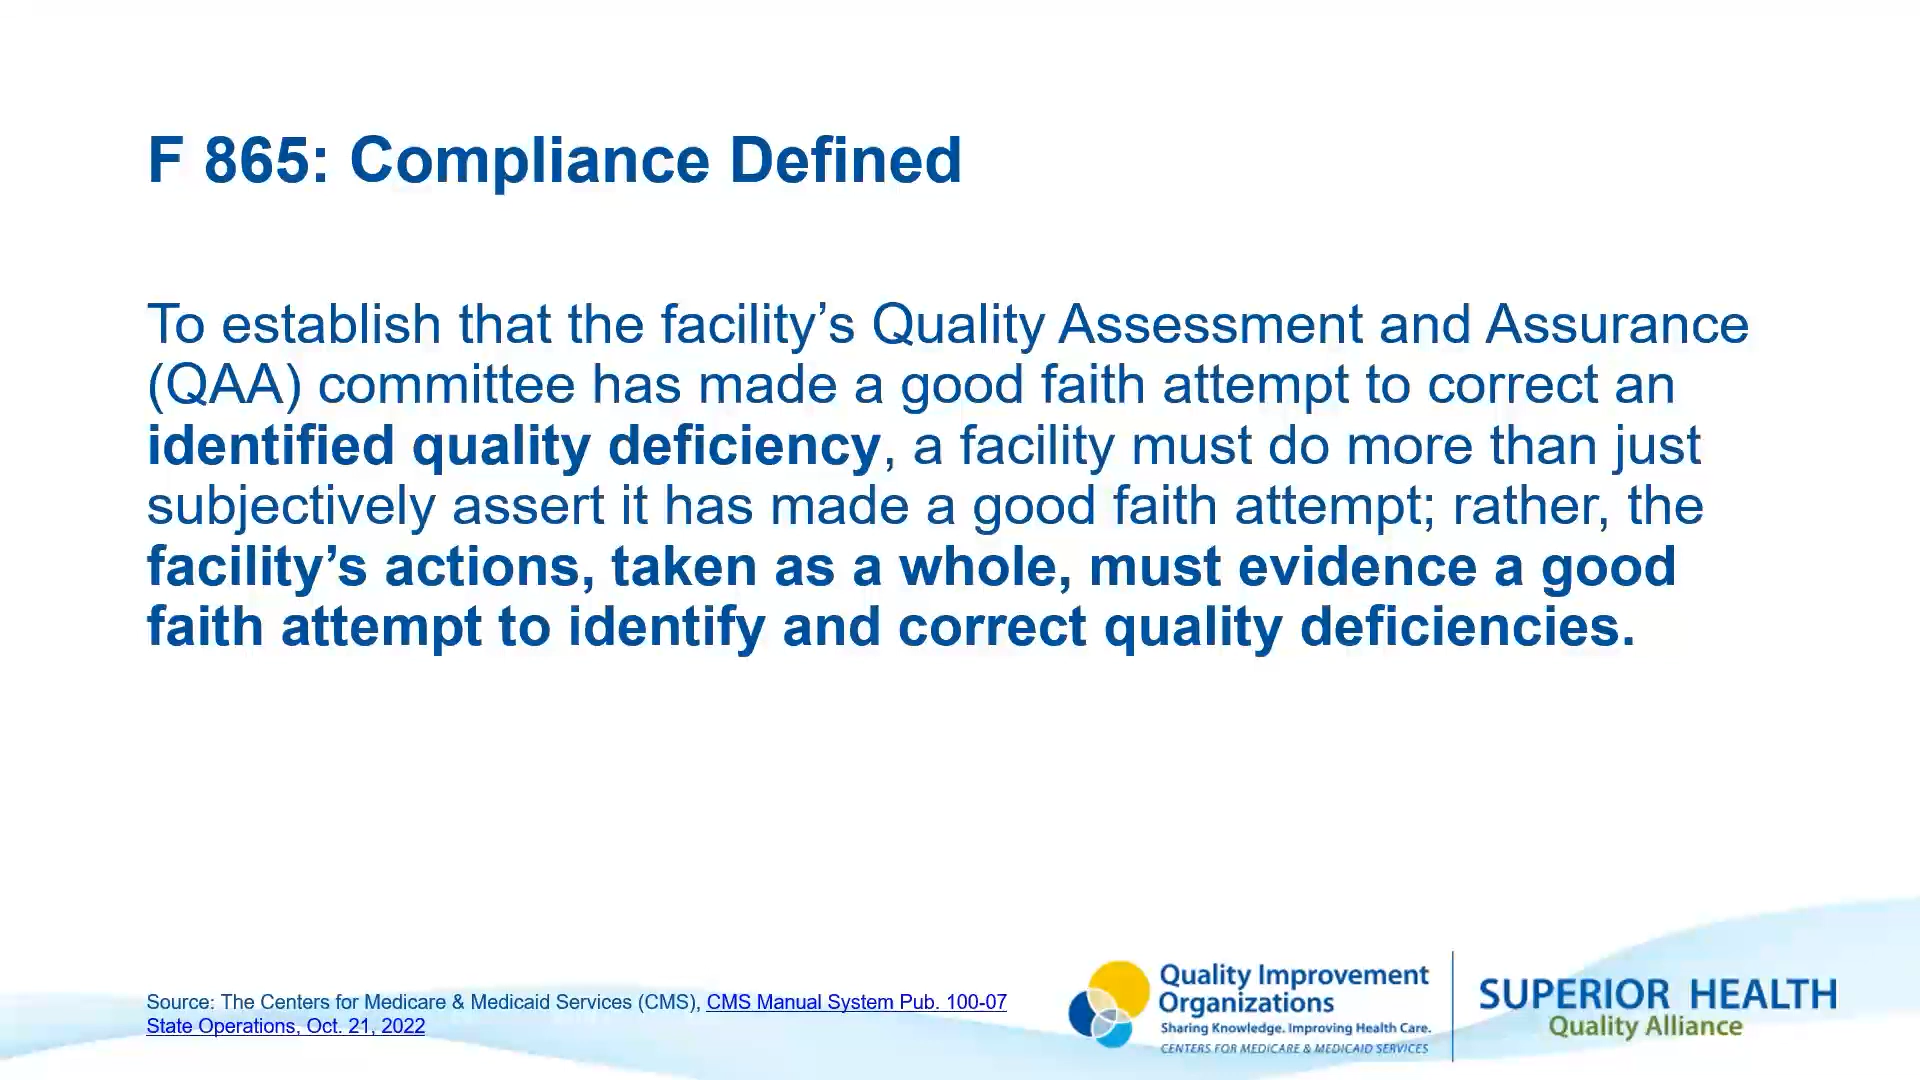 F 865: Compliance Defined
To establish that the facility’s Quality Assessment and Assurance
(QAA) committee has made a good faith attempt to correct an
identified quality deficiency, a facility must do more than just
subjectively assert it has made a good faith attempt; rather, the
facility’s actions, taken as a whole, must evidence a good
faith attempt to identify and correct quality deficiencies.
Source: The Centers for Medicare & Medicaid Services (CMS), CMS Manual System Pub. 100-07
State Operations, Oct. 21, 2022
Quality Improvement
Organizations
Sharing Knowledge. Improving Health Care.
CENTERS FOR MEDICARE & MEDICAID SERVICES
SUPERIOR HEALTH
Quality Alliance